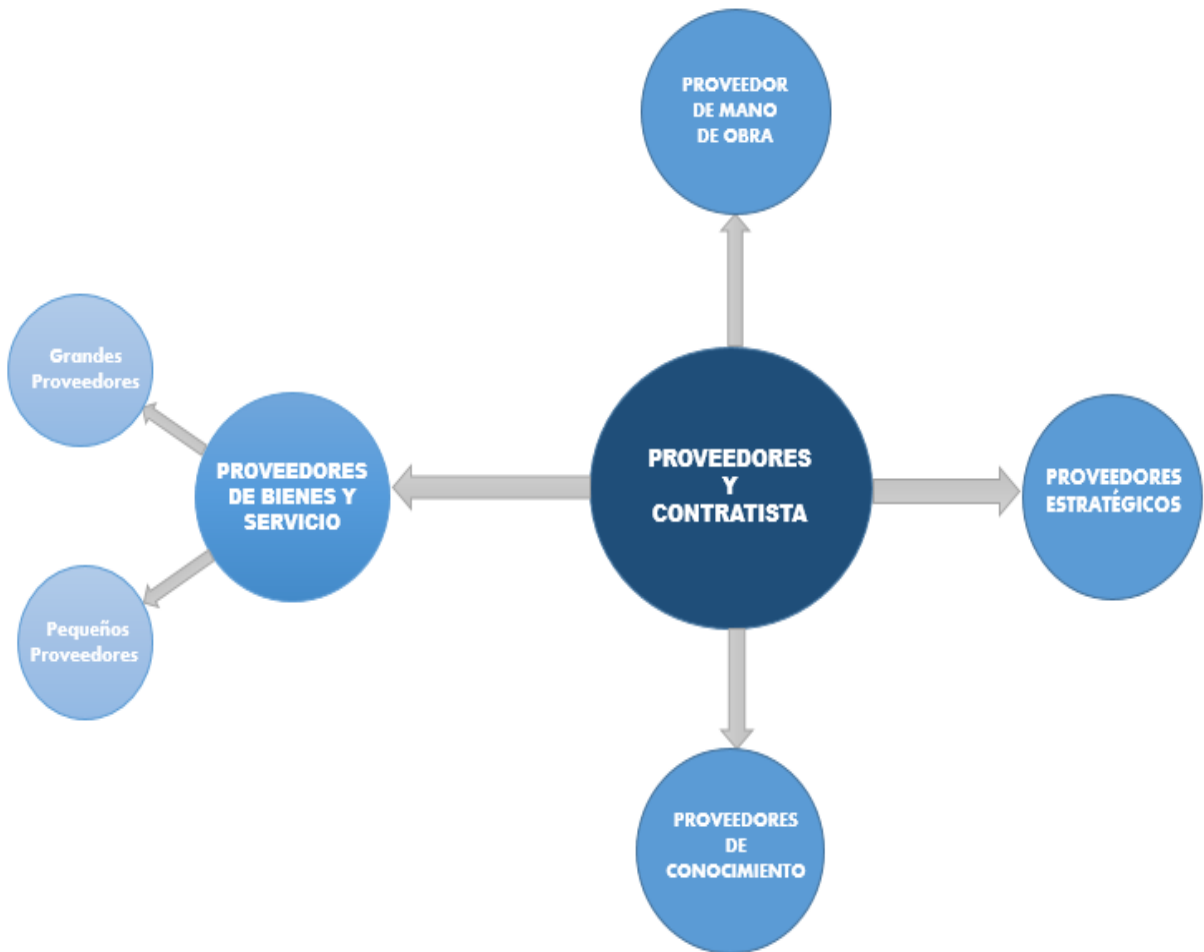 PROVEEDOR
DE MANO
DE OBRA
Grandes
Proveedores
PROVEEDORES
DE BIENES Y
SERVICIO
PROVEEDORES
Y
CONTRATISTA
PROVEEDORES
ESTRATÉGICOS
Pequeños
Proveedores
PROVEEDORES
DE
CONOCIMIENTO